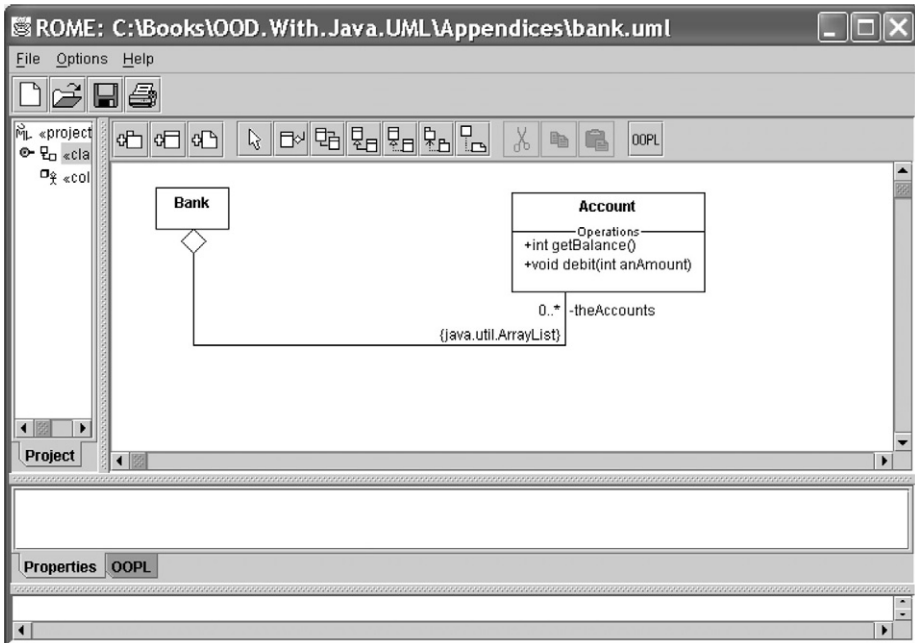 ROME: C:\Books\OOD.With.Java.UML\Appendices\bank.uml
File Options Help
«project
«cla
«col
OOPL
Bank
Account
Operations
+int getBalance()
+void debit(int anAmount)
0..* -theAccounts
{java.util.ArrayList}
Project
Properties OOPL